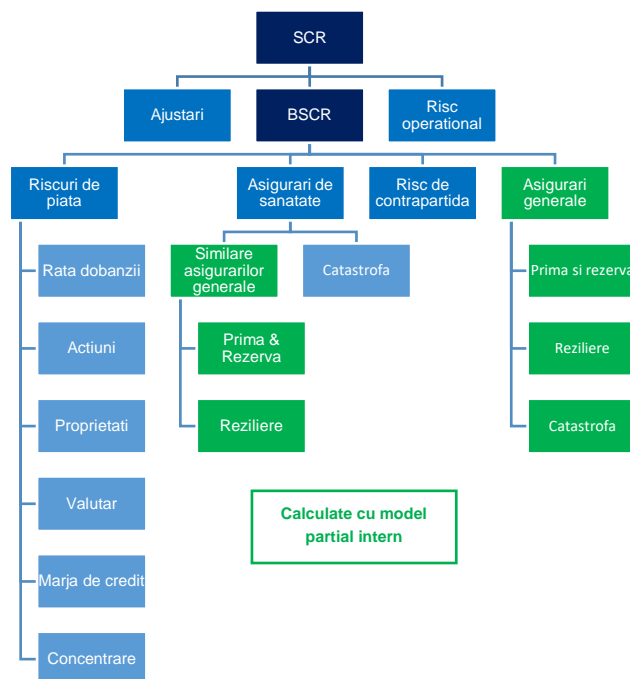 SCR
Ajustari
BSCR
Risc
operational
Riscuri de
piata
Asigurari de
sanatate
Risc de
contrapartida
Asigurari
generale
Rata dobanzii
Similare
asigurarilor
generale
Catastrofa
Prima si rezerva
Actiuni
Prima &
Rezerva
Reziliere
Proprietati
Reziliere
Catastrofa
Valutar
Calculate cu model
partial intern
Marja de credit
Concentrare